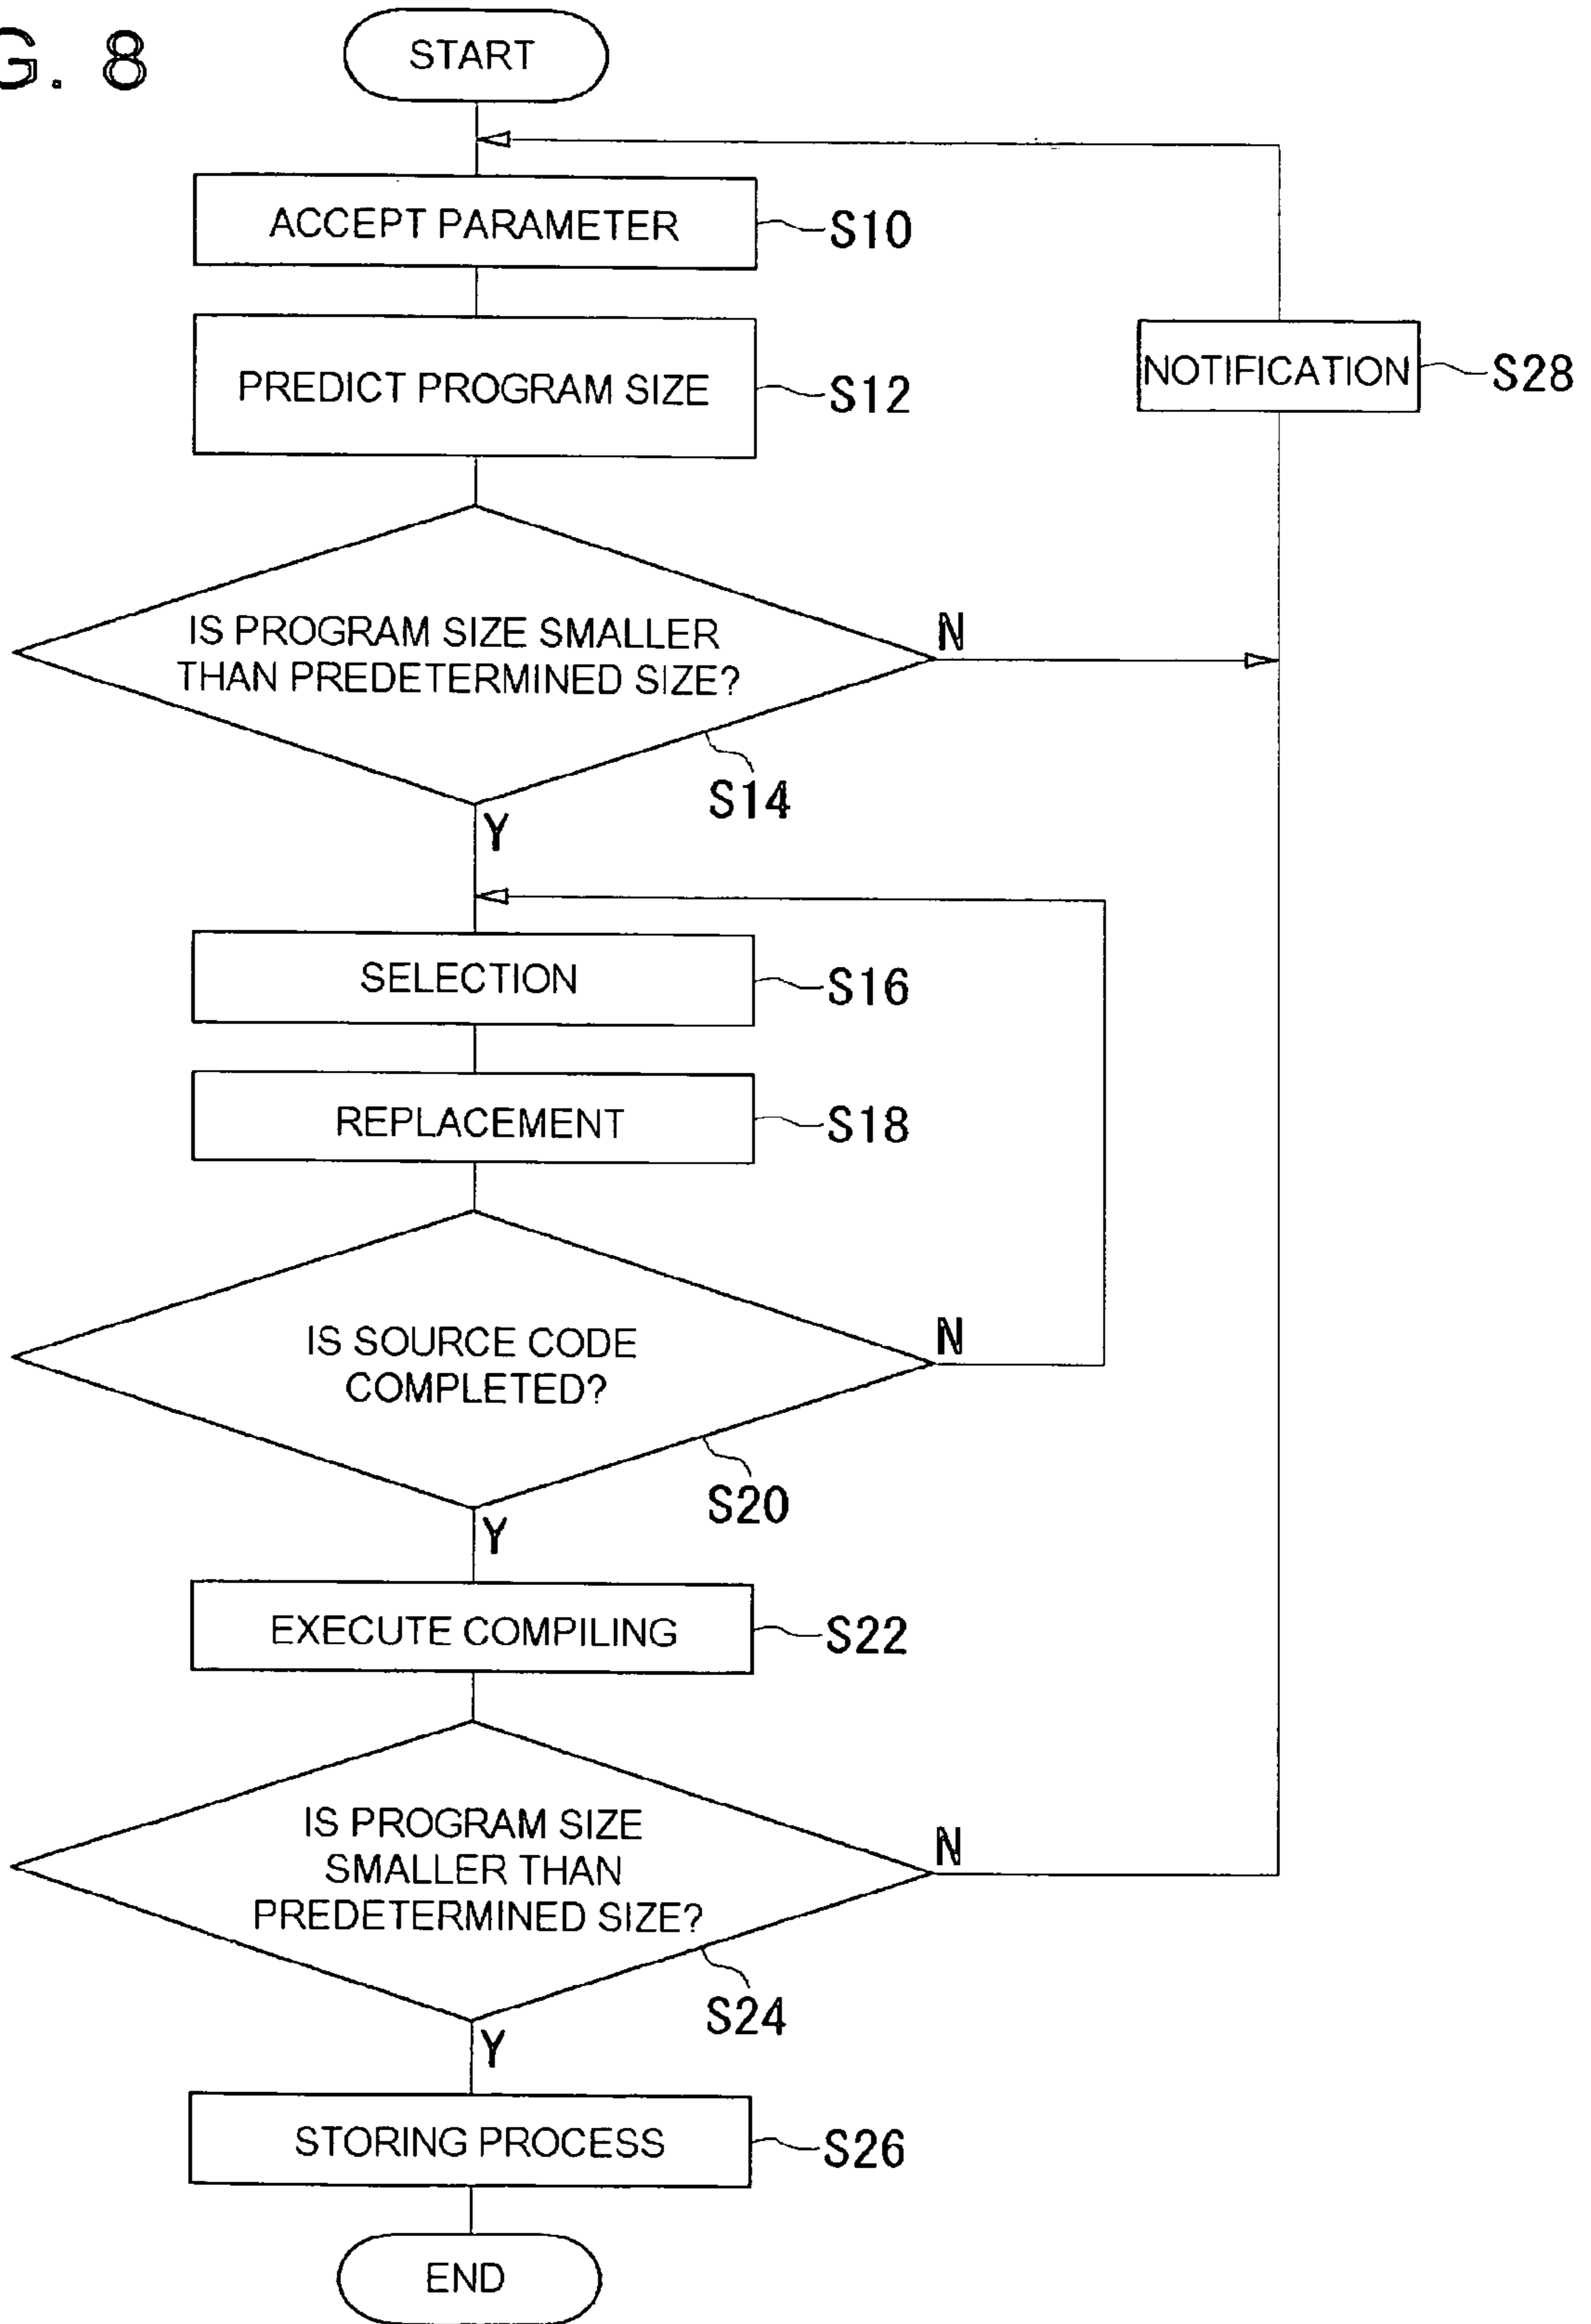 G. 8
START
ACCEPT PARAMETER
S10
PREDICT PROGRAM SIZE
S12
NOTIFICATION
S28
IS PROGRAM SIZE SMALLER
THAN PREDETERMINED SIZE?
N
S14
Y
SELECTION
S16
REPLACEMENT
S18
IS SOURCE CODE
COMPLETED?
N
S20
Y
EXECUTE COMPILING
S22
IS PROGRAM SIZE
SMALLER THAN
PREDETERMINED SIZE?
N
S24
Y
STORING PROCESS
S26
END